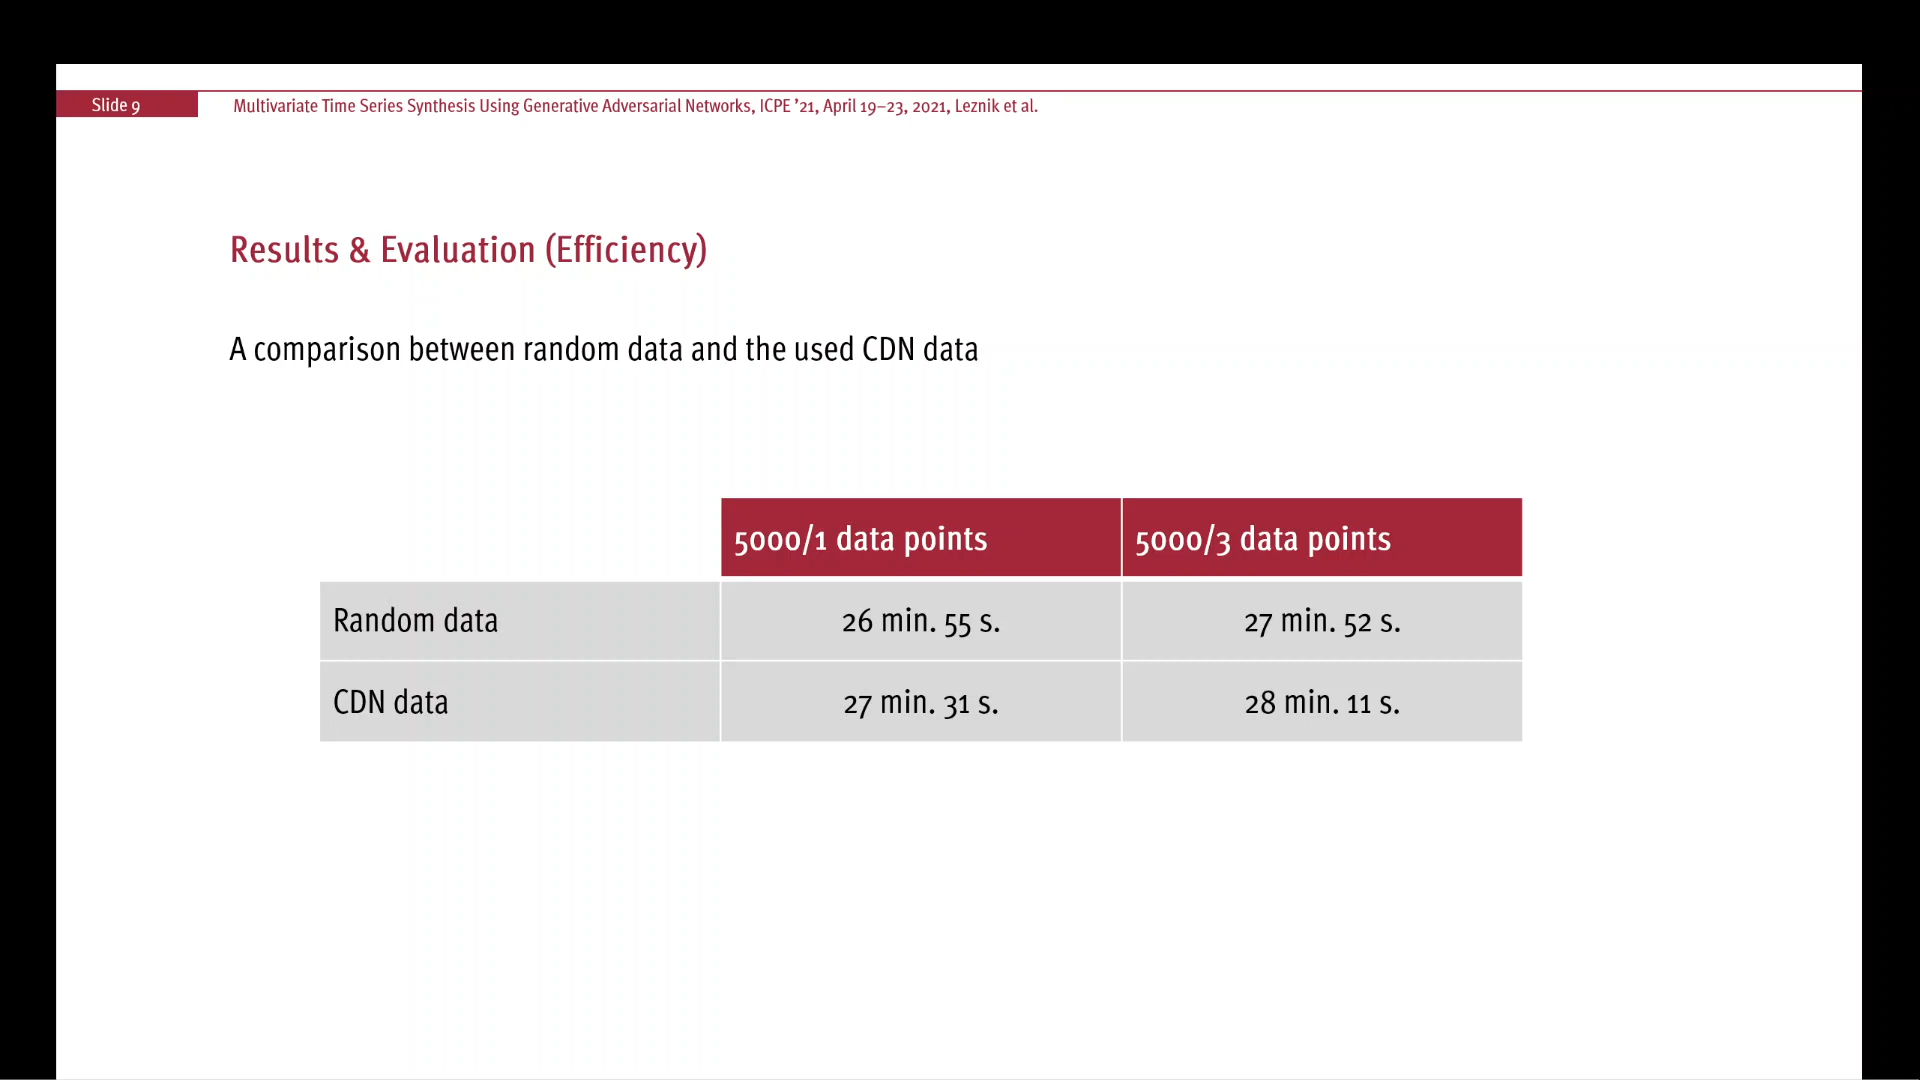 Slide 9
Multivariate Time Series Synthesis Using Generative Adversarial Networks, ICPE ’21, April 19–23, 2021, Leznik et al.
Results & Evaluation (Efficiency)
A comparison between random data and the used CDN data
5000/1 data points 5000/3 data points
Random data 26 min. 55 s. 27 min. 52 s.
CDN data 27 min. 31 s. 28 min. 11 s.